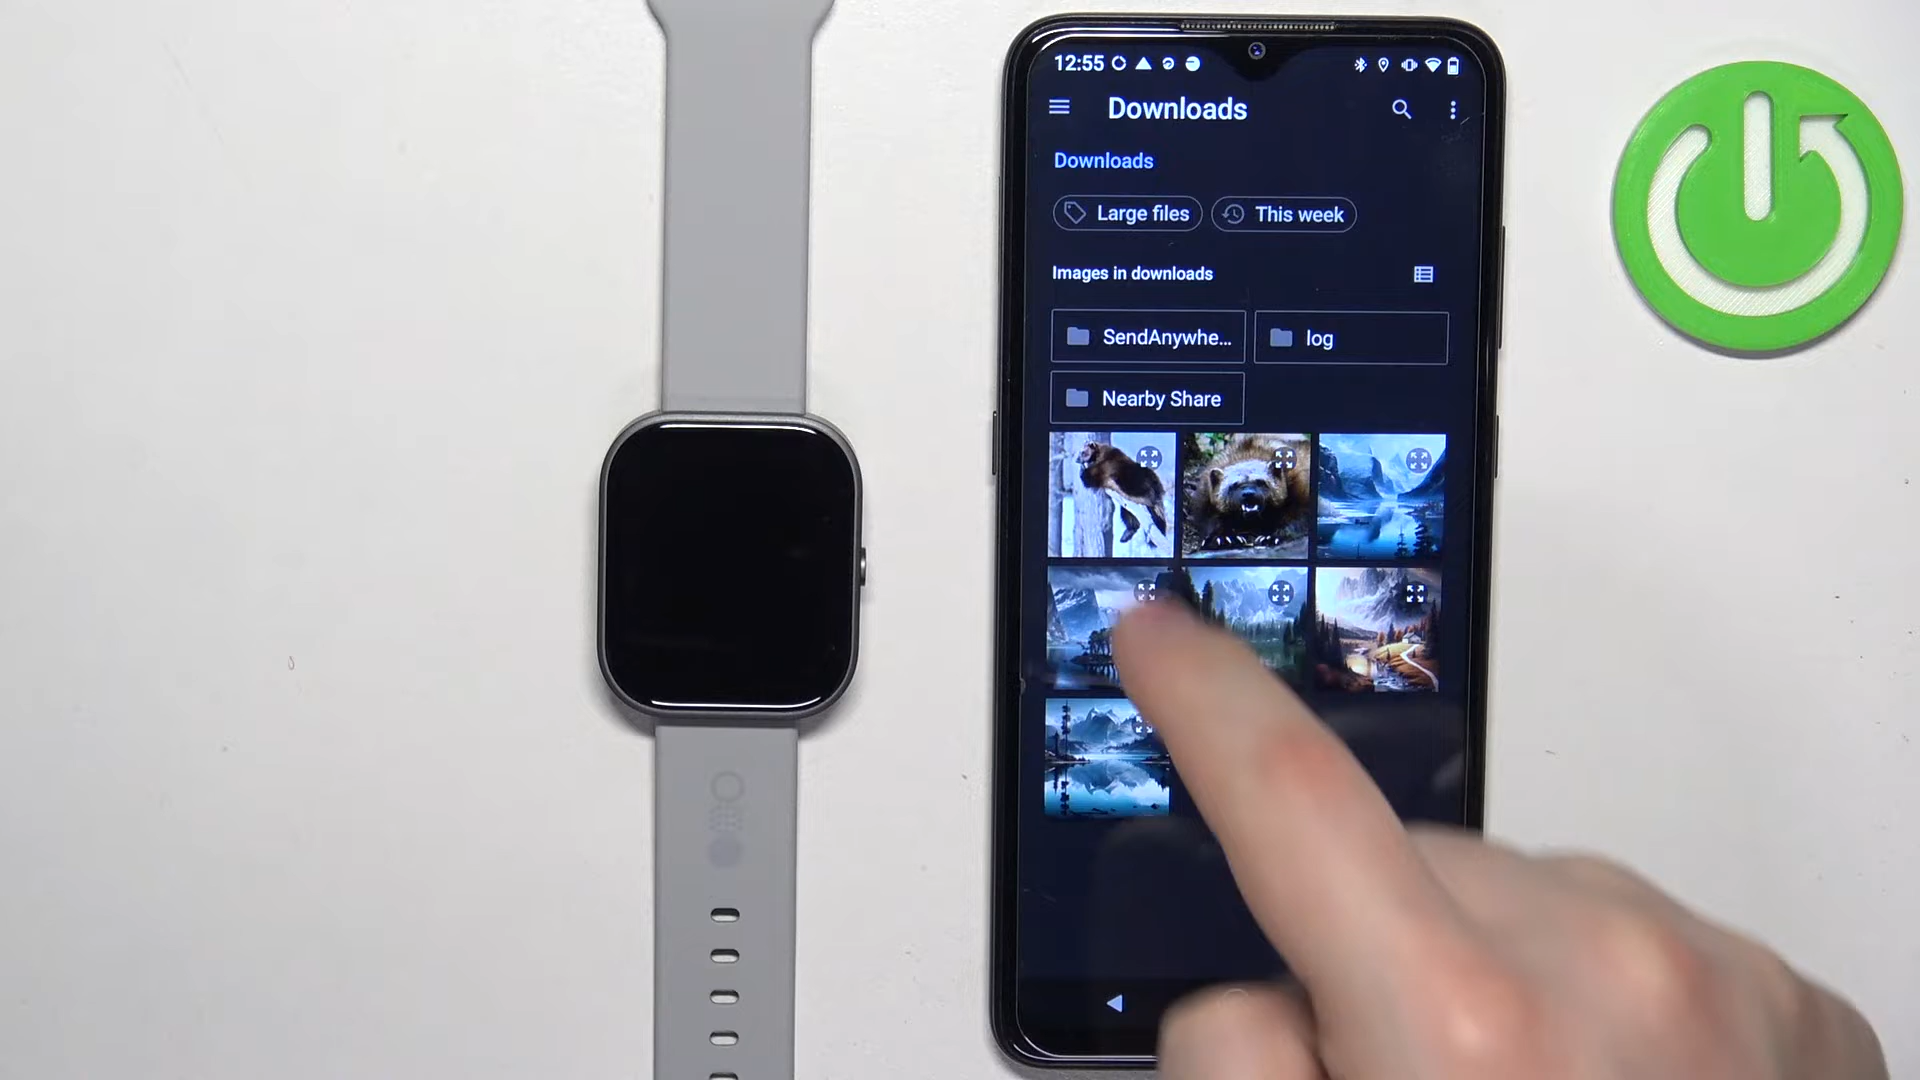 12:55
Downloads
Downloads
Large files
This week
Images in downloads
SendAnywhe...
log
Nearby Share